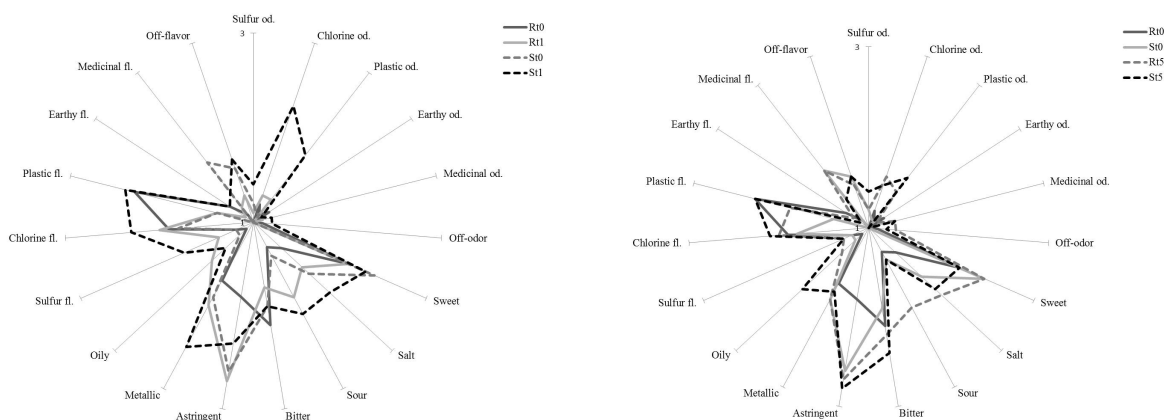 Sulfur od.
3
Chlorine od.
Plastic od.
Earthy od.
Medicinal od.
Off-odor
Sweet
Salt
Sour
Bitter
Astringent
Metallic
Oily
Sulfur fl.
Chlorine fl.
Plastic fl.
Earthy fl.
Medicinal fl.
Off-flavor
1
Rt0
Rt1
St0
St1
Sulfur od.
3
Chlorine od.
Plastic od.
Earthy od.
Medicinal od.
Off-odor
Sweet
Salt
Sour
Bitter
Astringent
Metallic
Oily
Sulfur fl.
Chlorine fl.
Plastic fl.
Earthy fl.
Medicinal fl.
Off-flavor
1
Rt0
St0
Rt5
St5